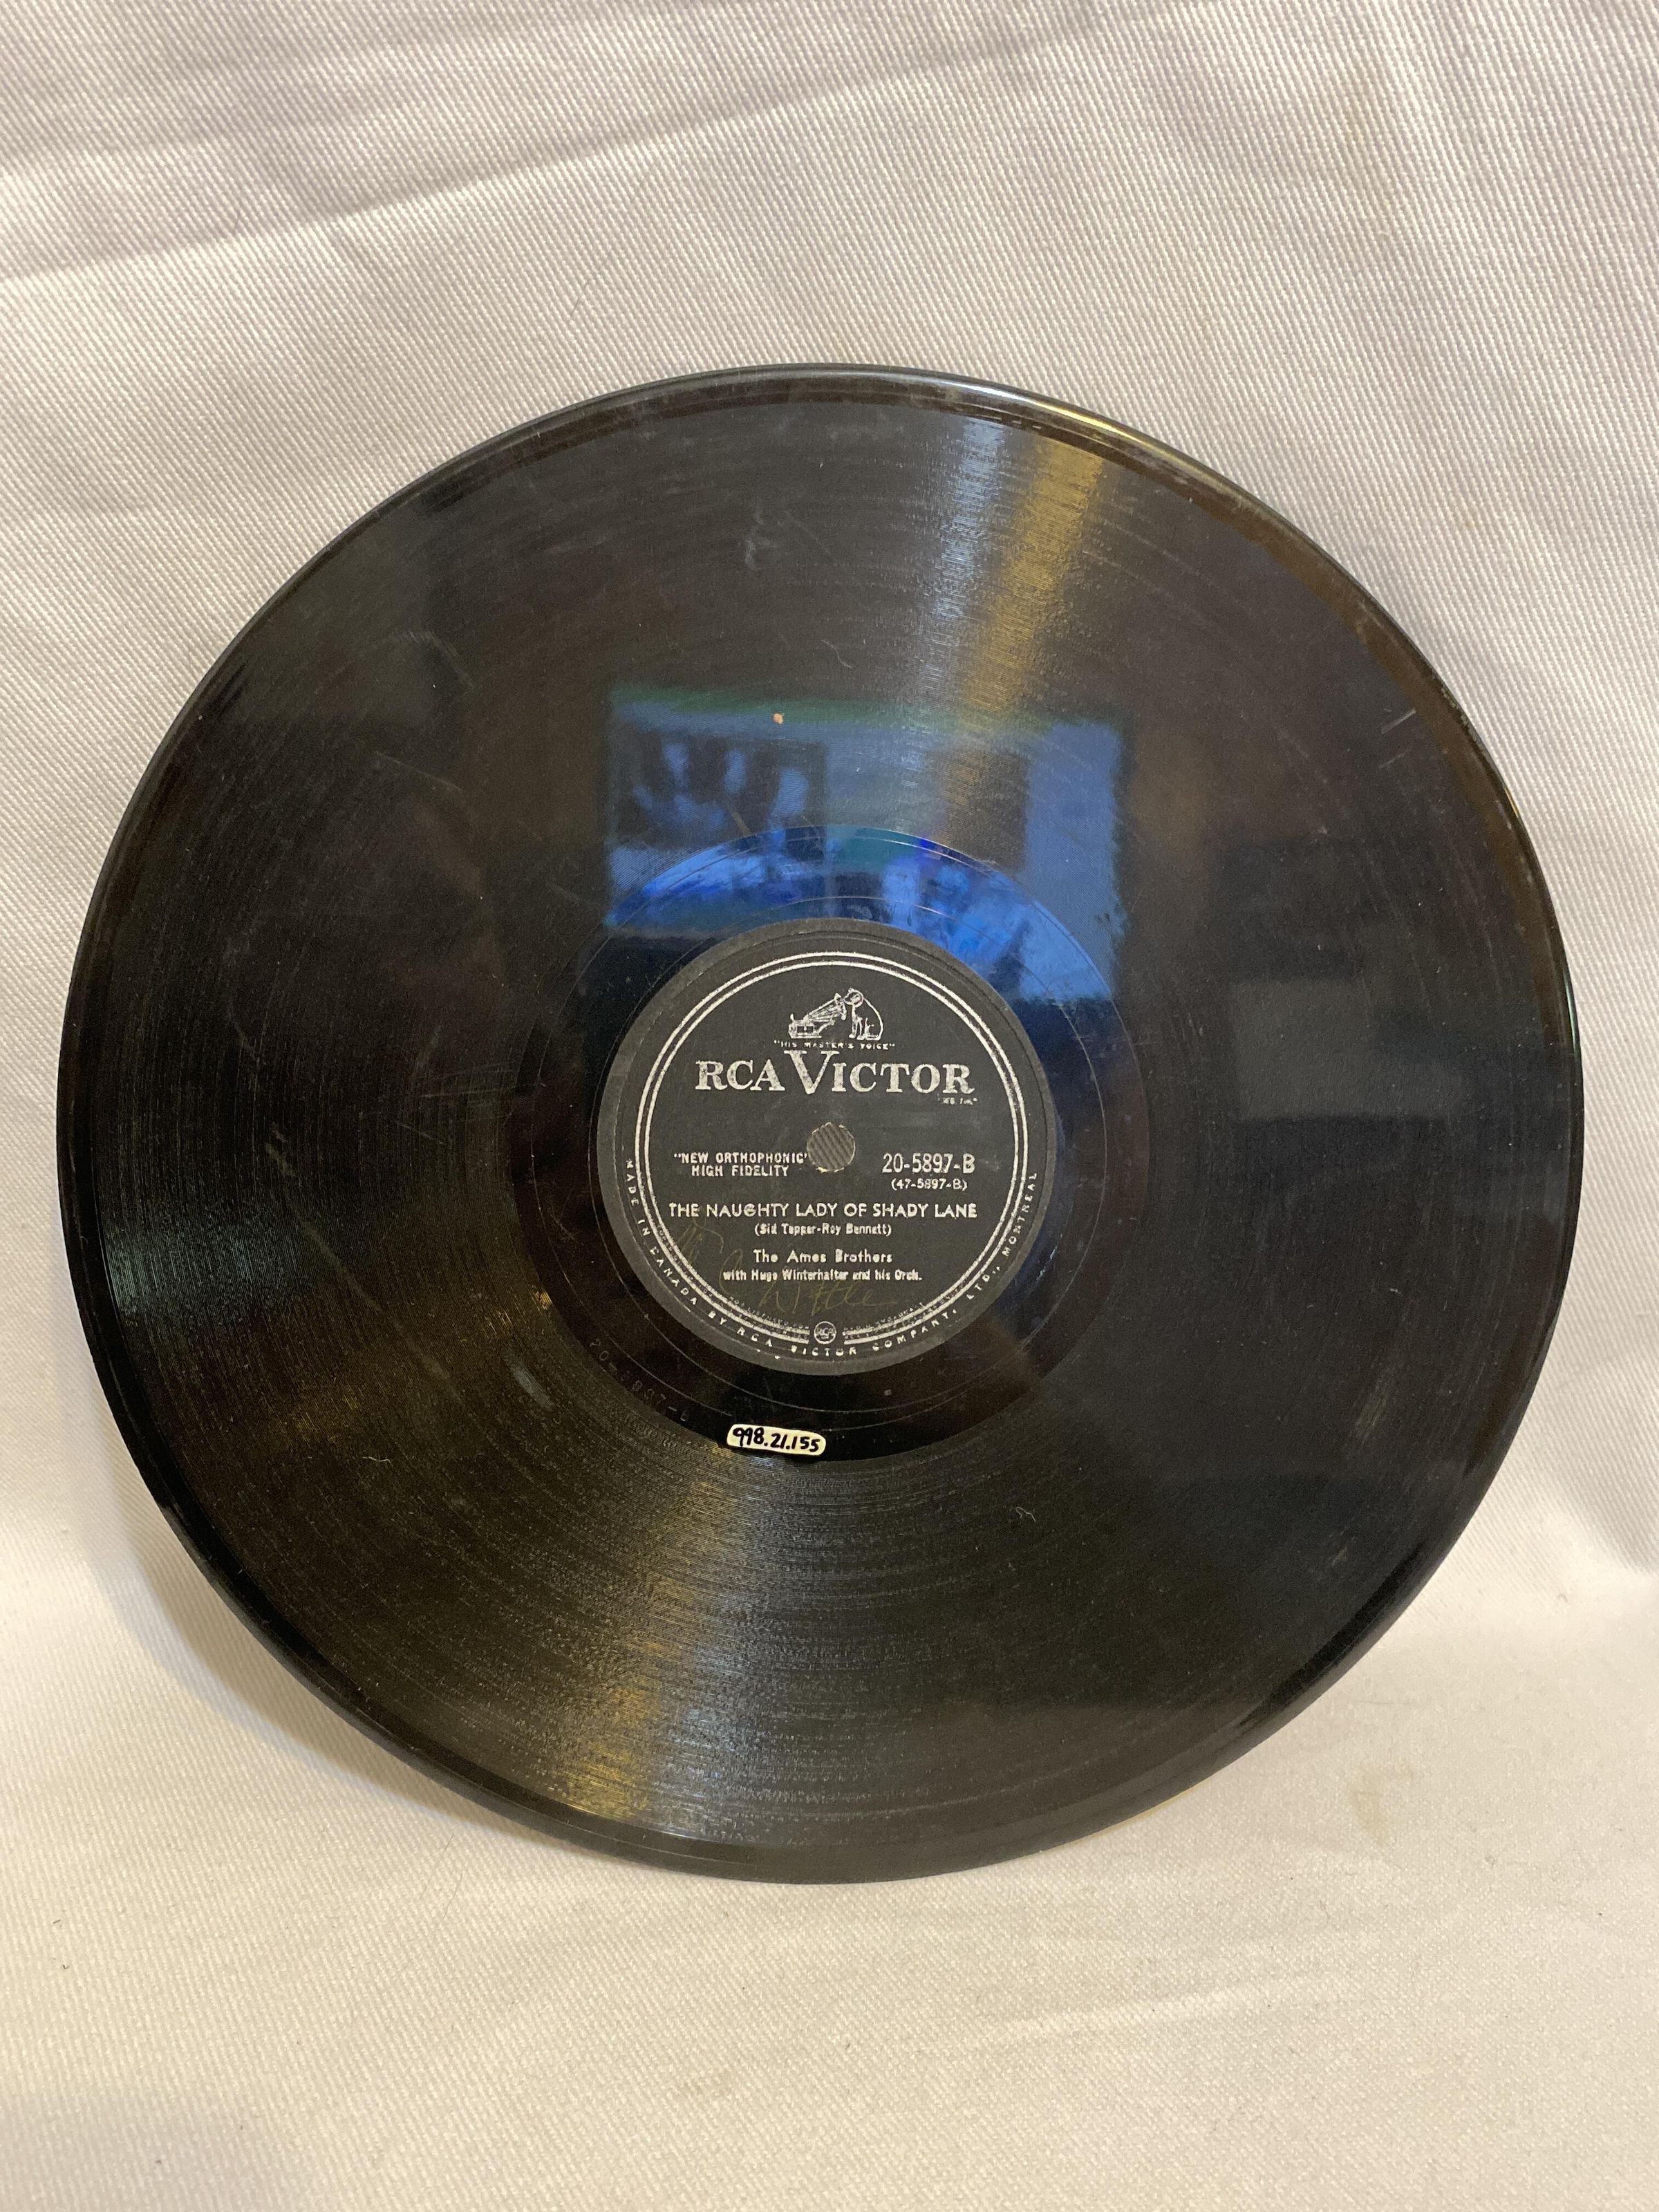 "HIS MASTER'S VOICE"
RCA VICTOR
"NEW ORTHOPHONIC"
HIGH FIDELITY
20-5897-B
(47-5897-B)
THE NAUGHTY LADY OF SHADY LANE
(Sid Tepper-Roy Bennett)
The Ames Brothers
with Hugo Winterhalter and his Orch.
MADE IN CANADA BY RCA VICTOR COMPANY, LTD., MONTREAL
998.21.155